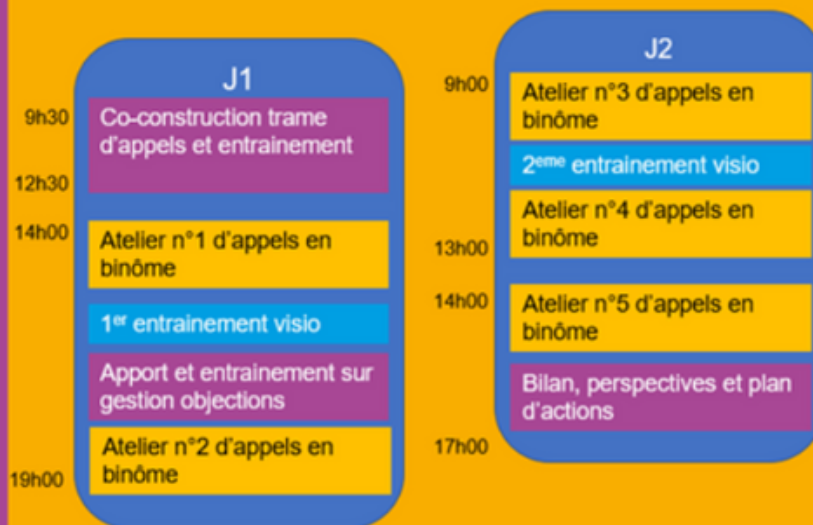 J1
9h30
Co-construction trame
d'appels et entrainement
12h30
14h00
Atelier n°1 d'appels en
binôme
1er entrainement visio
Apport et entrainement sur
gestion objections
Atelier n°2 d'appels en
binôme
19h00
J2
9h00
Atelier n°3 d'appels en
binôme
2eme entrainement visio
Atelier n°4 d'appels en
binôme
13h00
14h00
Atelier n°5 d'appels en
binôme
Bilan, perspectives et plan
d'actions
17h00